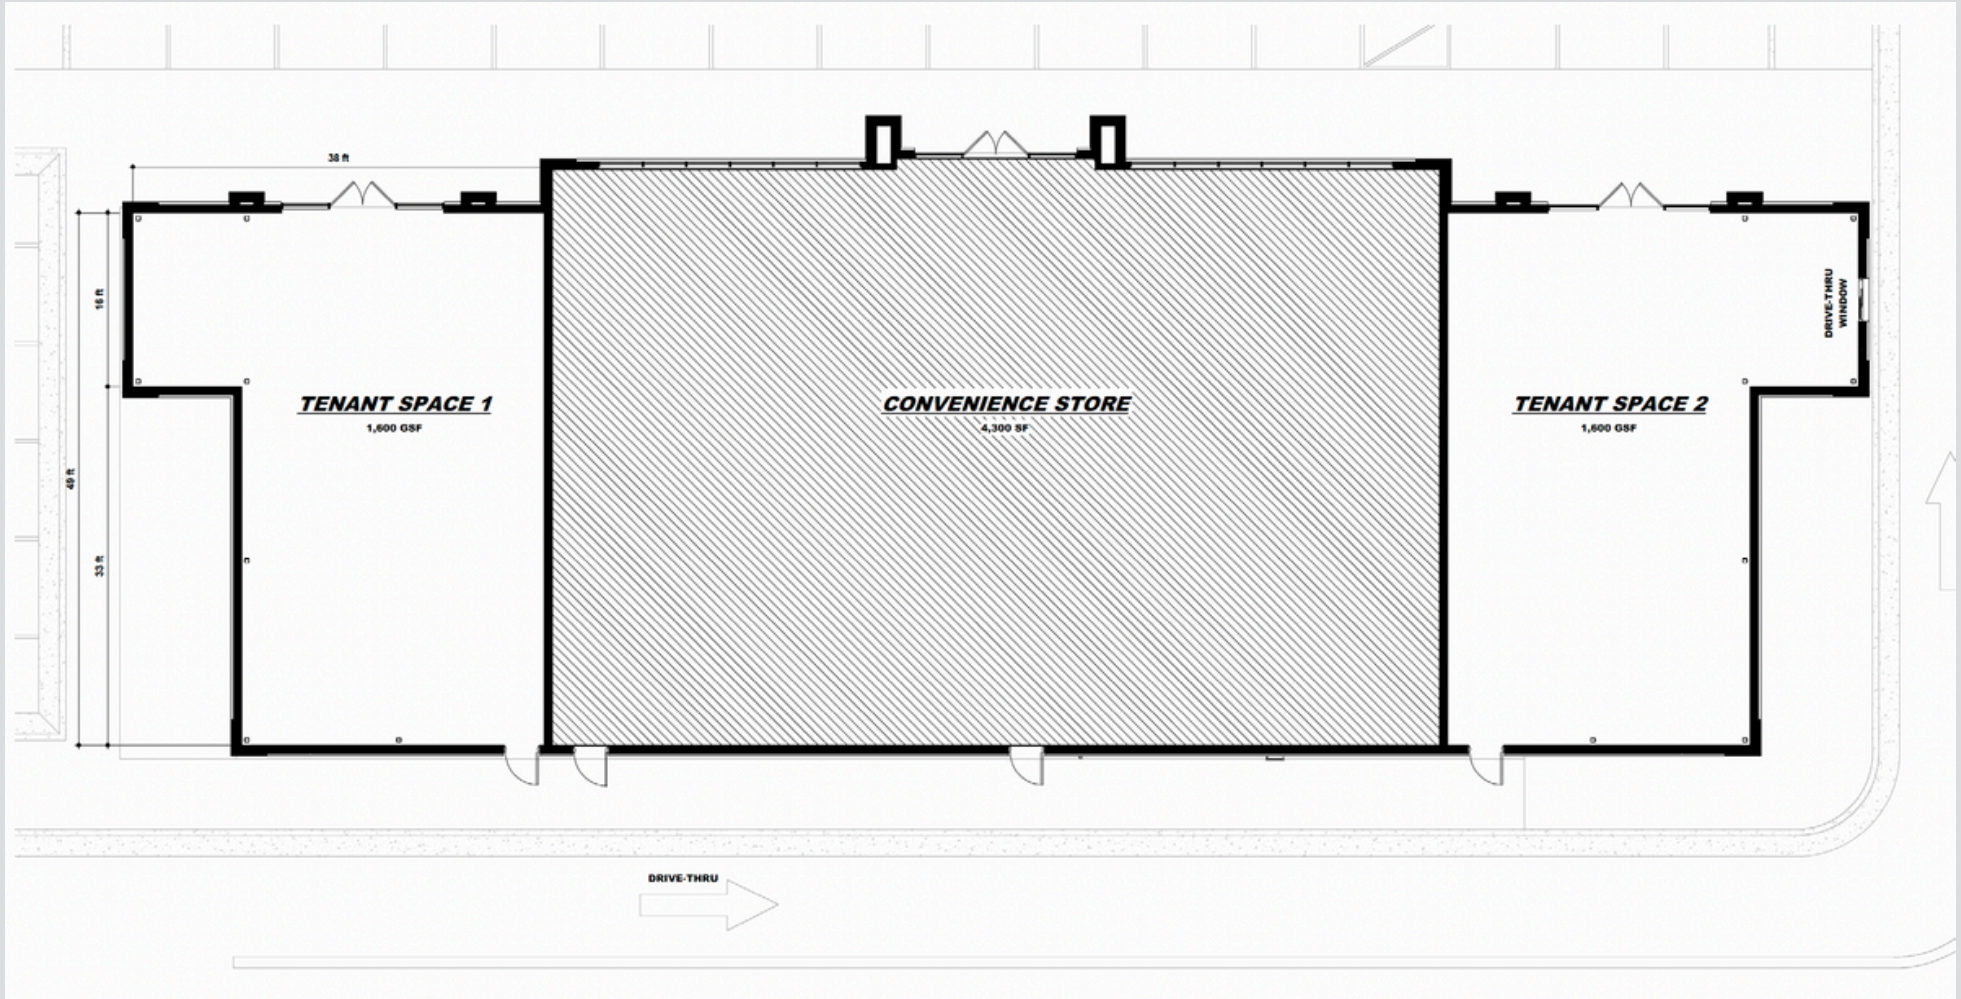 38 ft
16 ft
49 ft
33 ft
TENANT SPACE 1
1,600 GSF
CONVENIENCE STORE
4,300 SF
TENANT SPACE 2
1,600 GSF
DRIVE-THRU
WINDOW
DRIVE-THRU